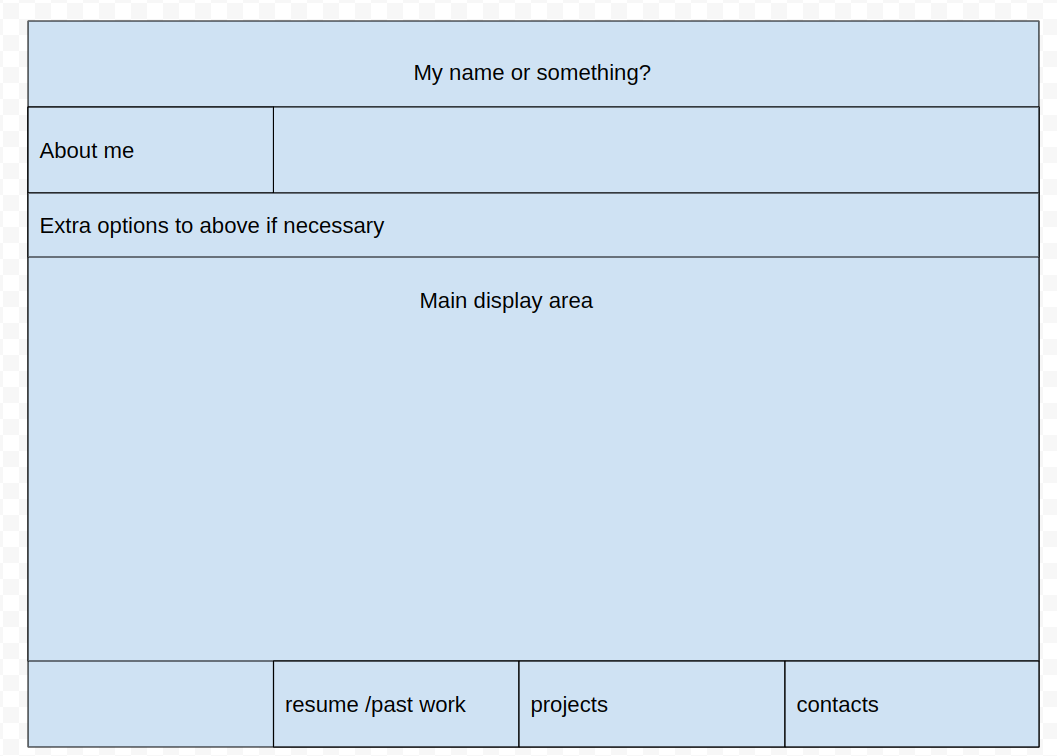 My name or something?
About me
Extra options to above if necessary
Main display area
resume /past work
projects
contacts